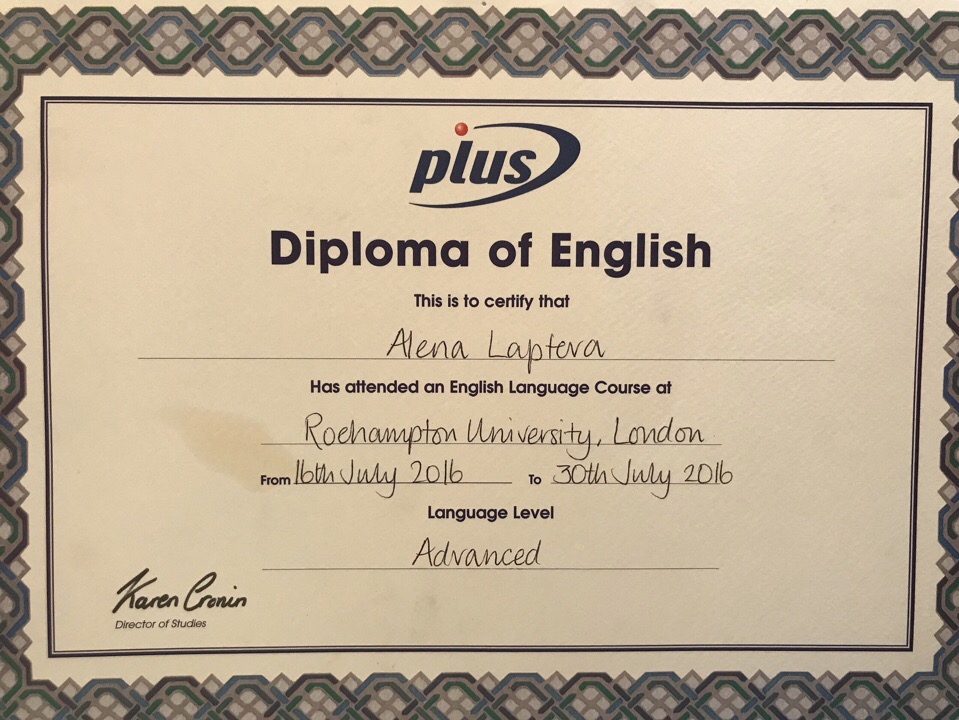 plus
Diploma of English
This is to certify that
Alena Lapteva
Has attended an English Language Course at
Roehampton University, London
From 16th July 2016 To 30th July 2016
Language Level
Advanced
Karen Cronin
Director of Studies